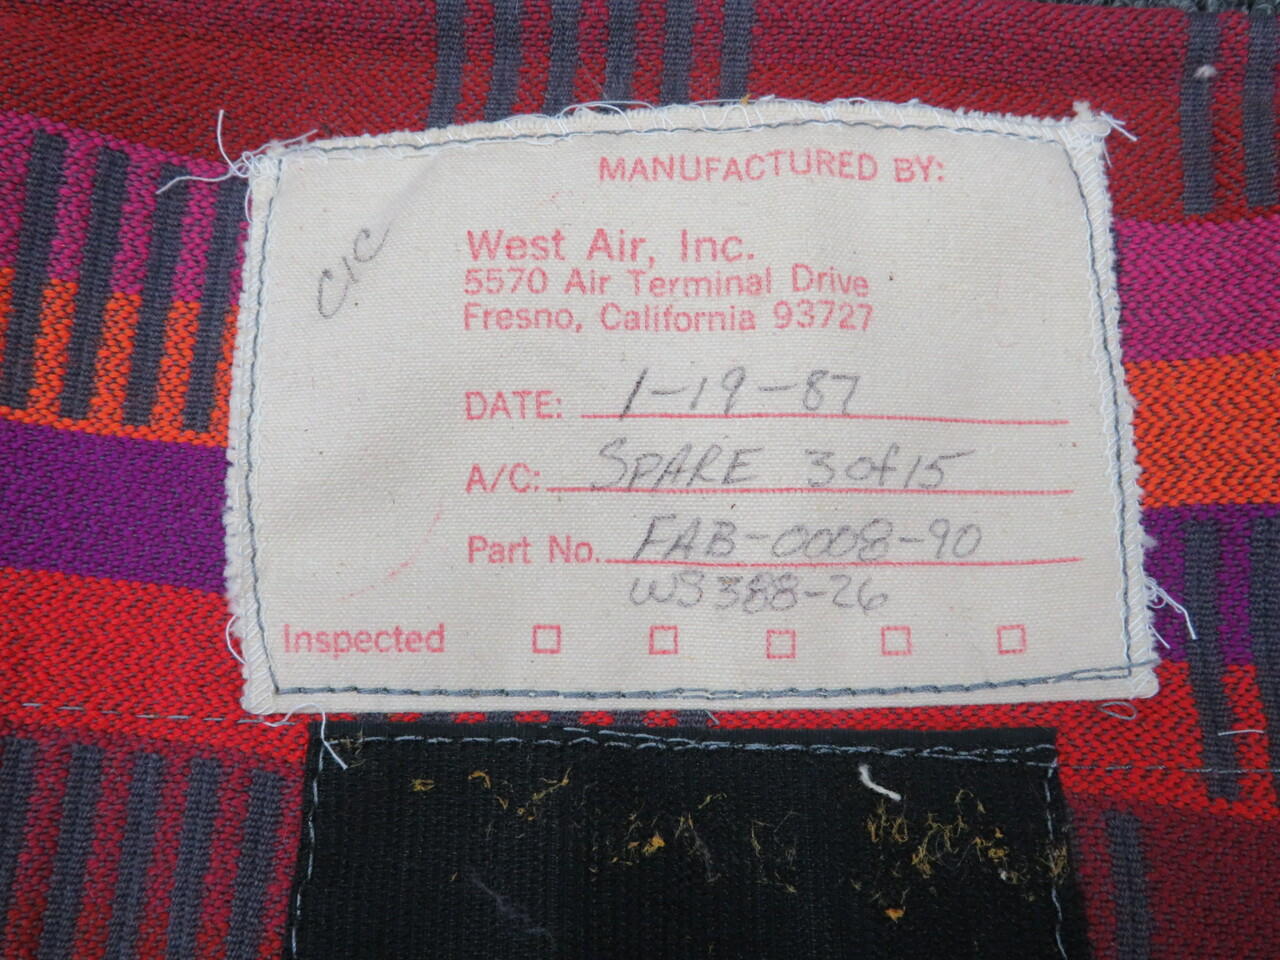 MANUFACTURED BY:
CIC
West Air, Inc.
5570 Air Terminal Drive
Fresno, California 93727
DATE: 1-19-87
A/C: SPARE 3 of 15
Part No. FAB-0008-90
WS388-26
Inspected